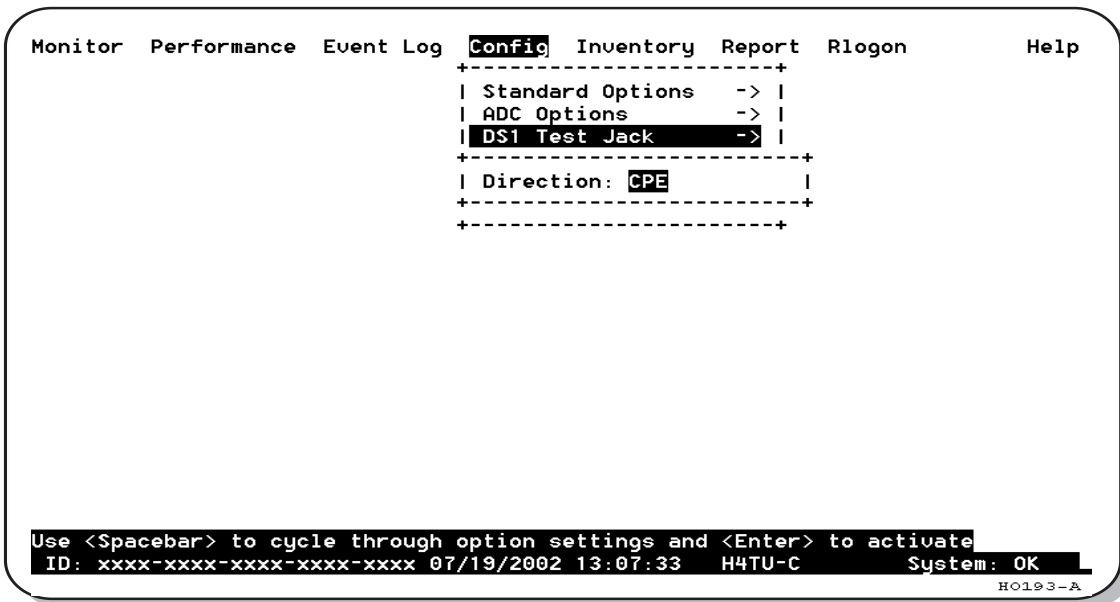 Monitor  Performance  Event Log  Config  Inventory  Report  Rlogon  Help
+-----------------------+
| Standard Options   -> |
| ADC Options        -> |
| DS1 Test Jack      -> |
+-------------------------+
| Direction: CPE          |
+-------------------------+
+-----------------------+
Use <Spacebar> to cycle through option settings and <Enter> to activate
ID: xxxx-xxxx-xxxx-xxxx-xxxx 07/19/2002 13:07:33   H4TU-C   System: OK
HO193-A